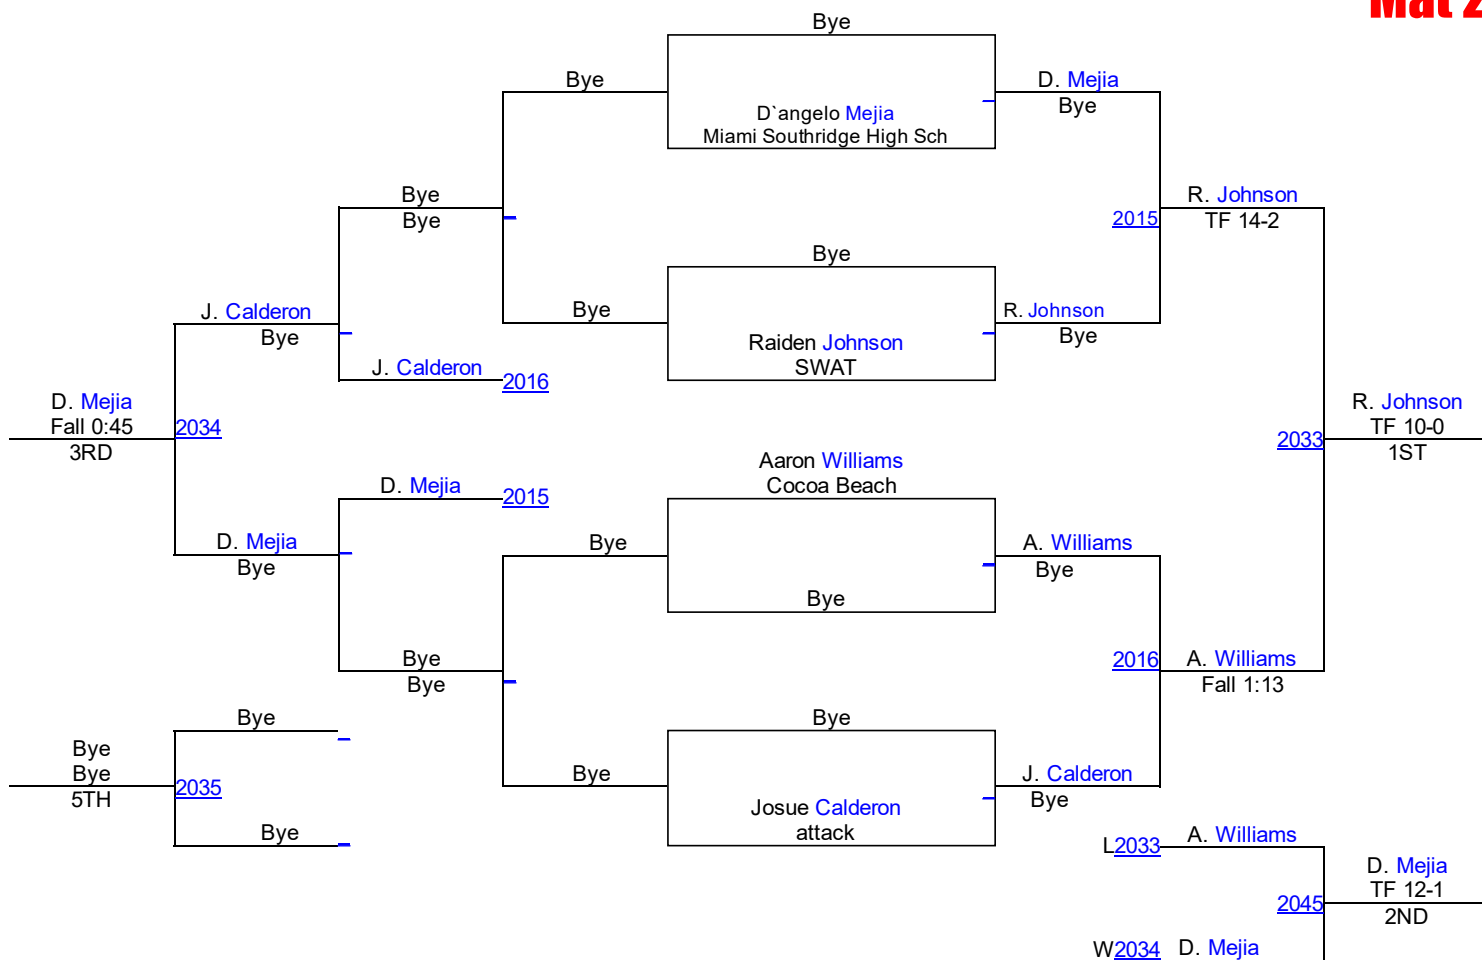 Mat 2
Bye
Bye
D. Mejia
Bye
D`angelo Mejia
Miami Southridge High Sch
Bye
Bye
R. Johnson
TF 14-2
2015
Bye
J. Calderon
Bye
Bye
R. Johnson
Bye
Raiden Johnson
SWAT
J. Calderon
2016
D. Mejia
Fall 0:45
3RD
2034
R. Johnson
TF 10-0
1ST
2033
Aaron Williams
Cocoa Beach
D. Mejia
2015
D. Mejia
Bye
Bye
A. Williams
Bye
Bye
Bye
Bye
2016
A. Williams
Fall 1:13
Bye
Bye
Bye
Bye
5TH
2035
Bye
Bye
J. Calderon
Bye
Josue Calderon
attack
L2033
A. Williams
D. Mejia
TF 12-1
2ND
2045
W2034
D. Mejia